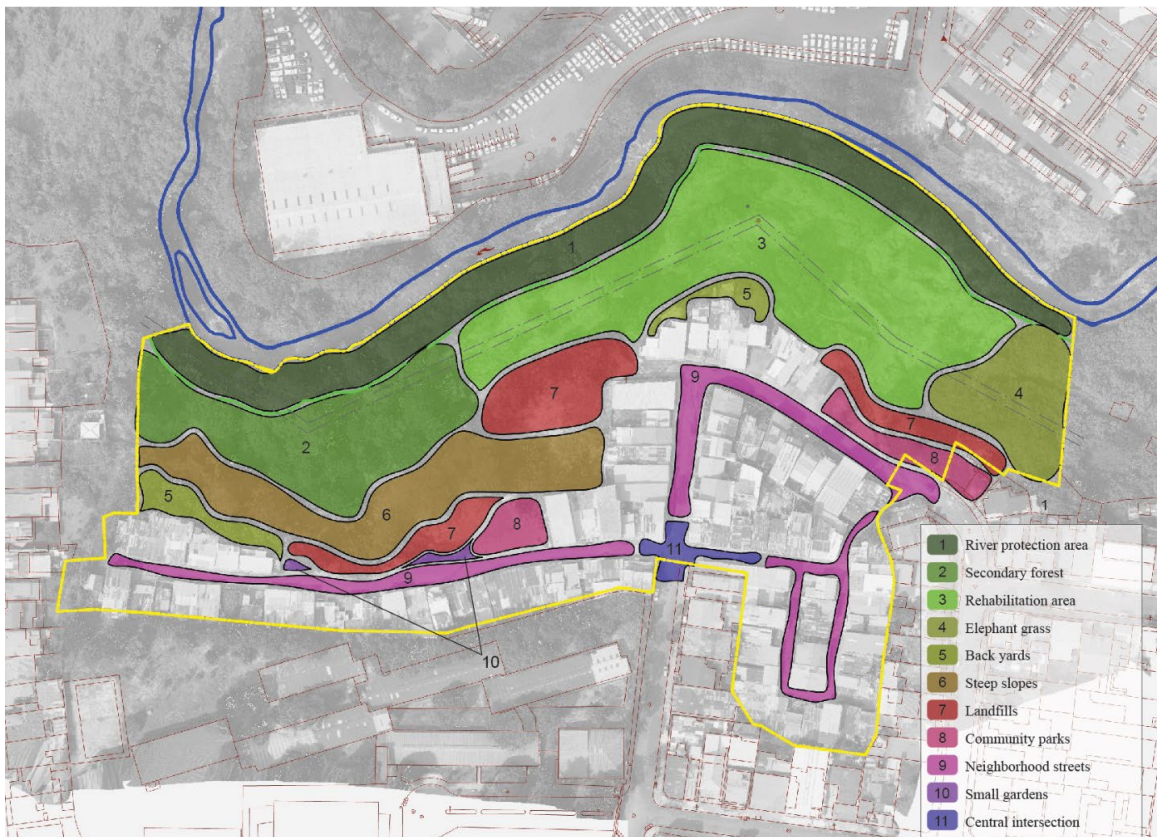 1
3
5
4
9
7
7
8
2
5
6
7
8
11
9
10
1
1 River protection area
2 Secondary forest
3 Rehabilitation area
4 Elephant grass
5 Back yards
6 Steep slopes
7 Landfills
8 Community parks
9 Neighborhood streets
10 Small gardens
11 Central intersection